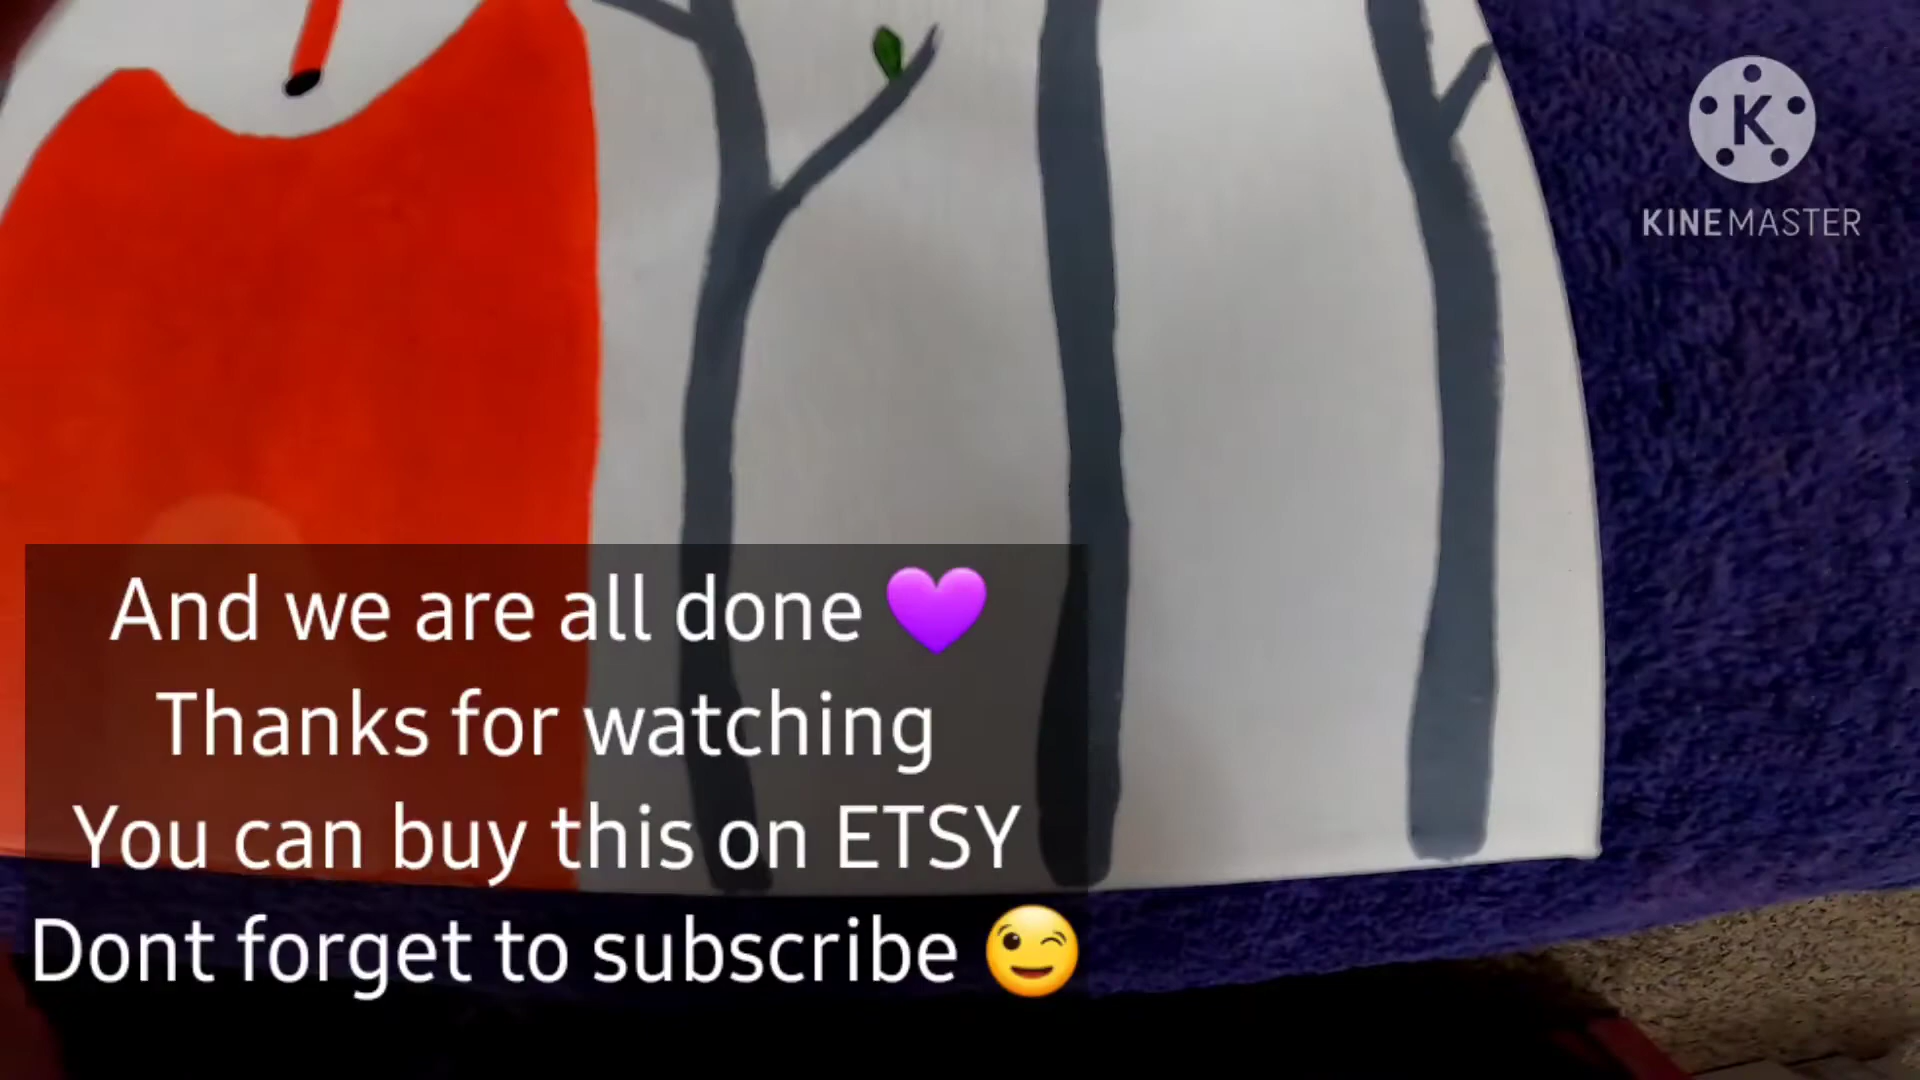 K
KINEMASTER
And we are all done 💜
Thanks for watching
You can buy this on ETSY
Dont forget to subscribe 😉